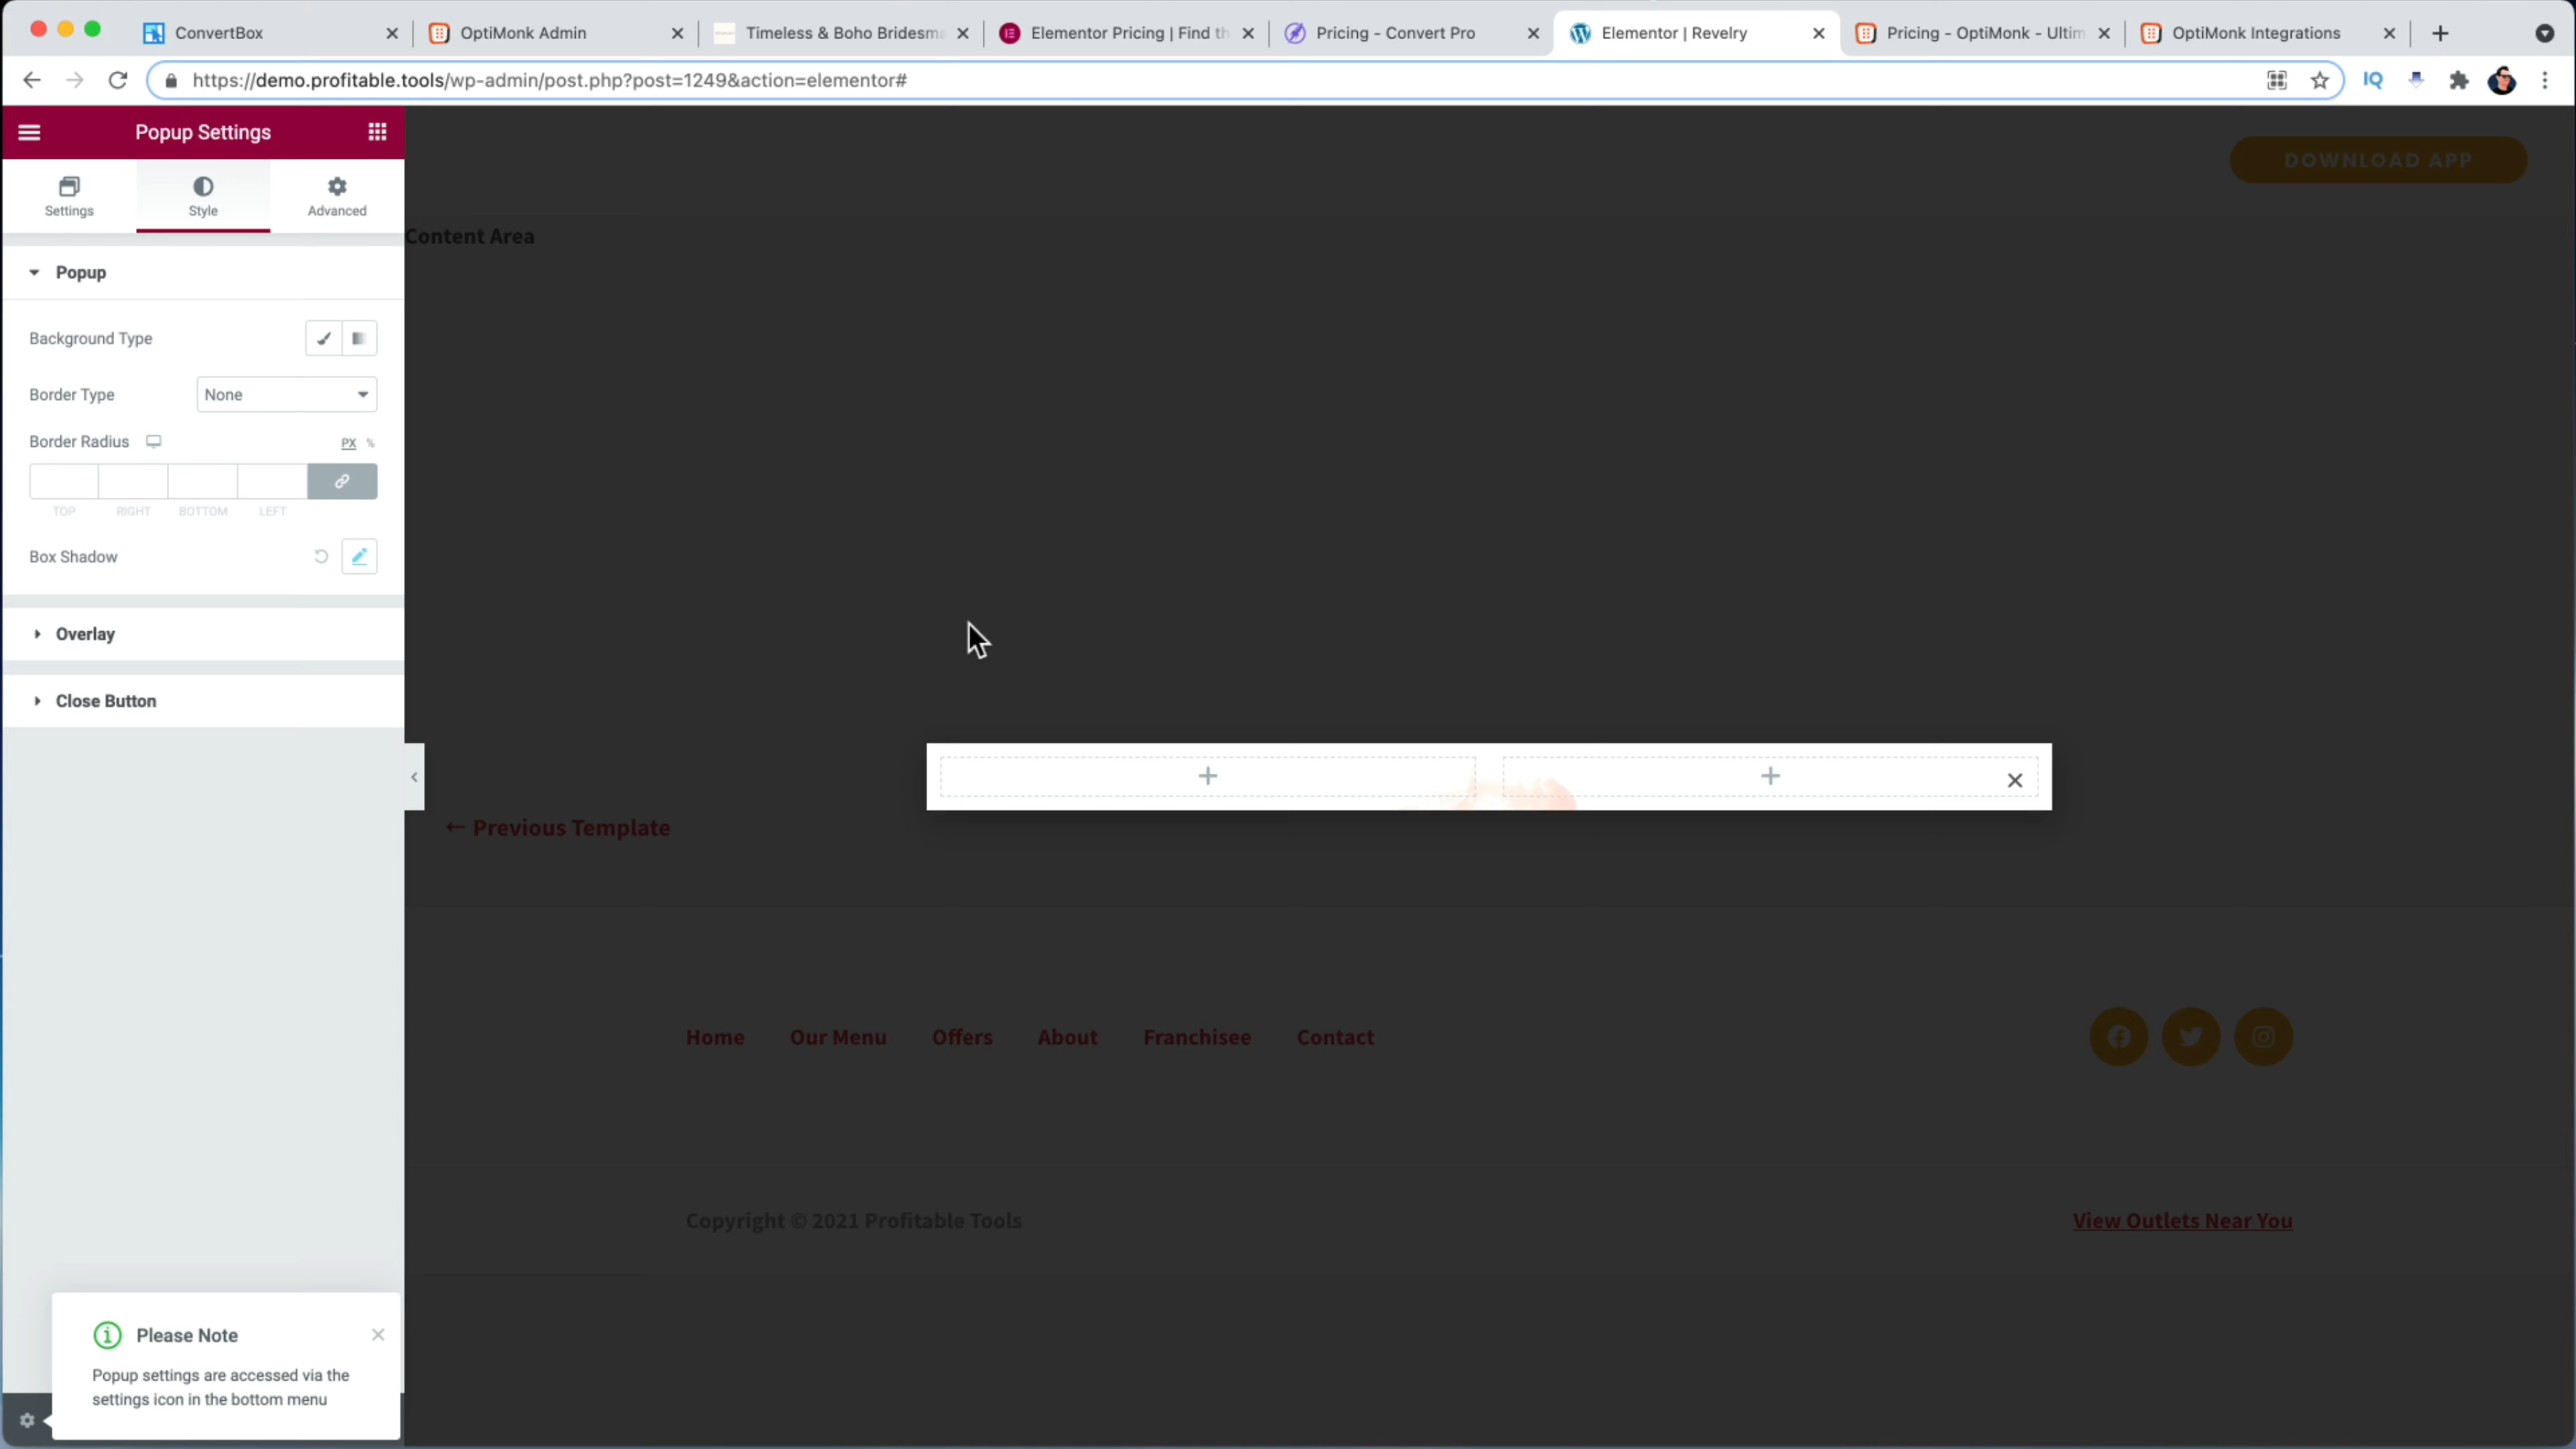 ConvertBox
OptiMonk Admin
Timeless & Boho Bridesma
Elementor Pricing | Find th
Pricing - Convert Pro
Elementor | Revelry
Pricing - OptiMonk - Ultim
OptiMonk Integrations
https://demo.profitable.tools/wp-admin/post.php?post=1249&action=elementor#
IQ
Popup Settings
DOWNLOAD APP
Settings
Style
Advanced
Content Area
Popup
Background Type
Border Type
None
Border Radius
PX %
TOP RIGHT BOTTOM LEFT
Box Shadow
Overlay
Close Button
← Previous Template
Home Our Menu Offers About Franchisee Contact
Copyright © 2021 Profitable Tools
View Outlets Near You
Please Note
Popup settings are accessed via the
settings icon in the bottom menu